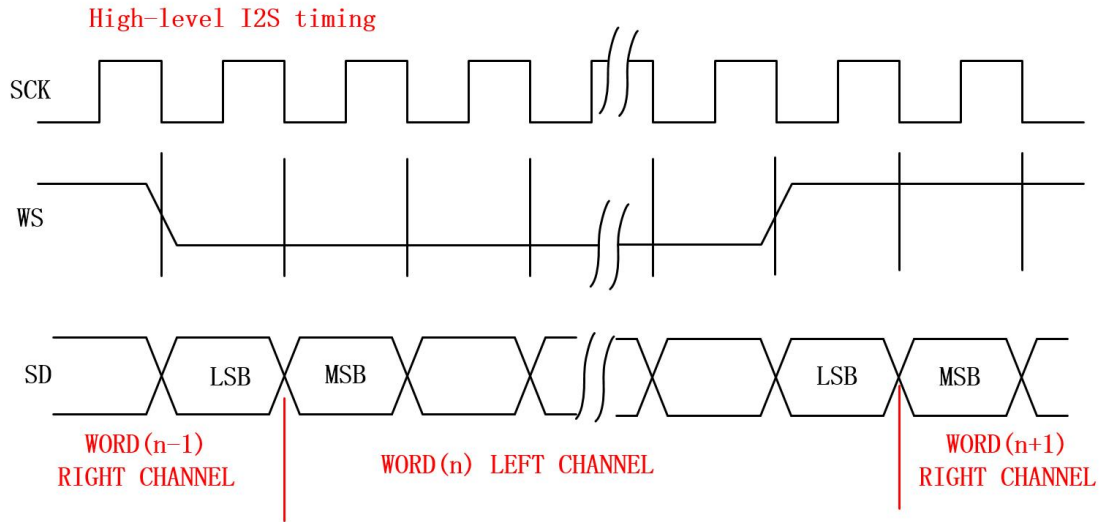 High-level I2S timing
SCK
WS
SD
LSB
MSB
LSB
MSB
WORD(n-1)
RIGHT CHANNEL
WORD(n) LEFT CHANNEL
WORD(n+1)
RIGHT CHANNEL